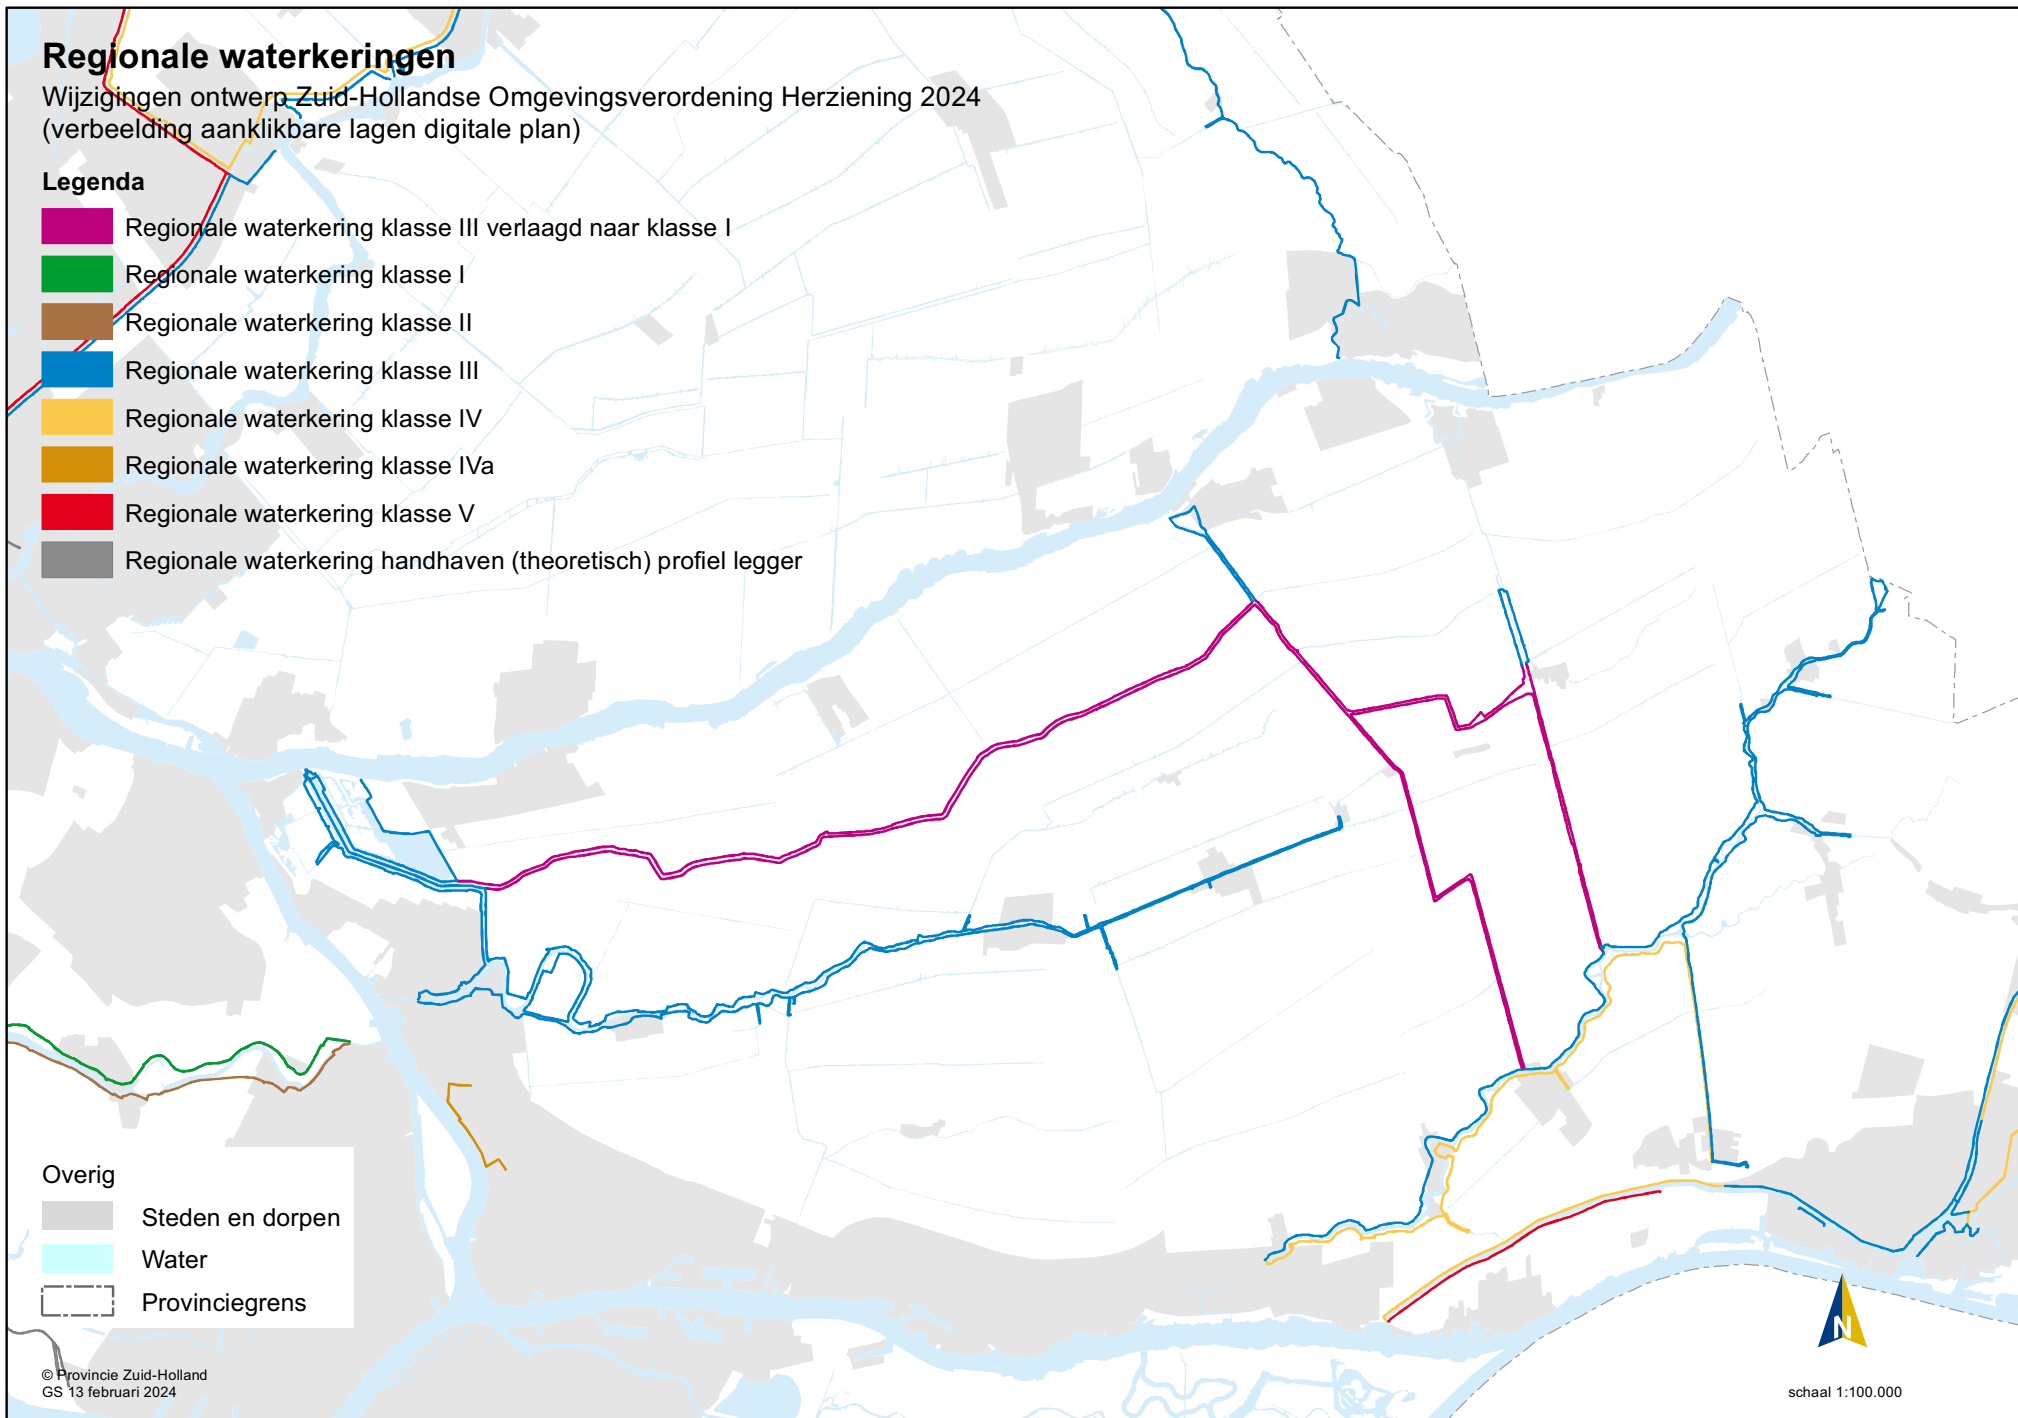 Regionale waterkeringen
Wijzigingen ontwerp Zuid-Hollandse Omgevingsverordening Herziening 2024
(verbeelding aanklikbare lagen digitale plan)
Legenda
Regionale waterkering klasse III verlaagd naar klasse I
Regionale waterkering klasse I
Regionale waterkering klasse II
Regionale waterkering klasse III
Regionale waterkering klasse IV
Regionale waterkering klasse IVa
Regionale waterkering klasse V
Regionale waterkering handhaven (theoretisch) profiel legger
Overig
Steden en dorpen
Water
Provinciegrens
© Provincie Zuid-Holland
GS 13 februari 2024
N
schaal 1:100.000